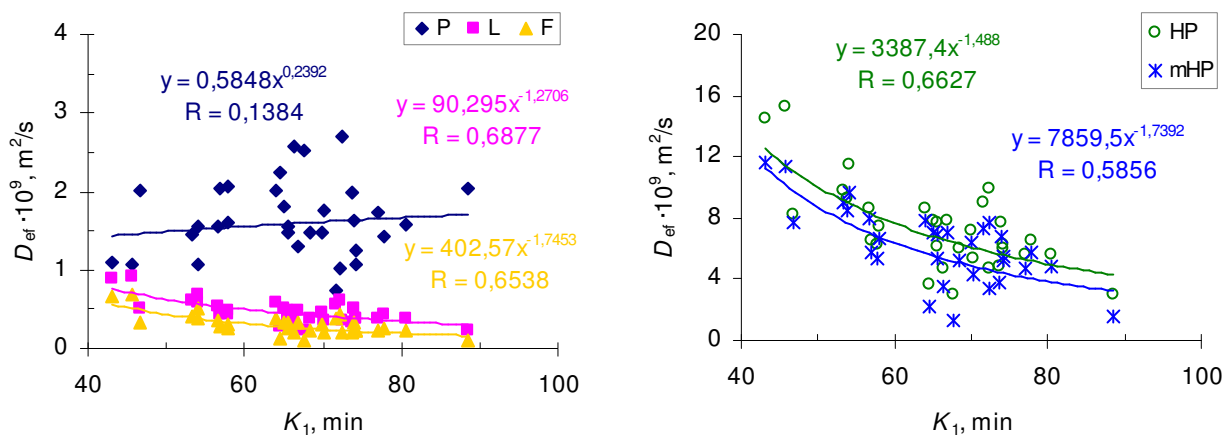 P L F
4
3
2
1
0
40 60 80 100
D_ef ·10^9, m^2/s
K_1, min
y = 0,5848x^0,2392
R = 0,1384
y = 90,295x^-1,2706
R = 0,6877
y = 402,57x^-1,7453
R = 0,6538
HP
mHP
20
16
12
8
4
0
40 60 80 100
D_ef ·10^9, m^2/s
K_1, min
y = 3387,4x^-1,488
R = 0,6627
y = 7859,5x^-1,7392
R = 0,5856